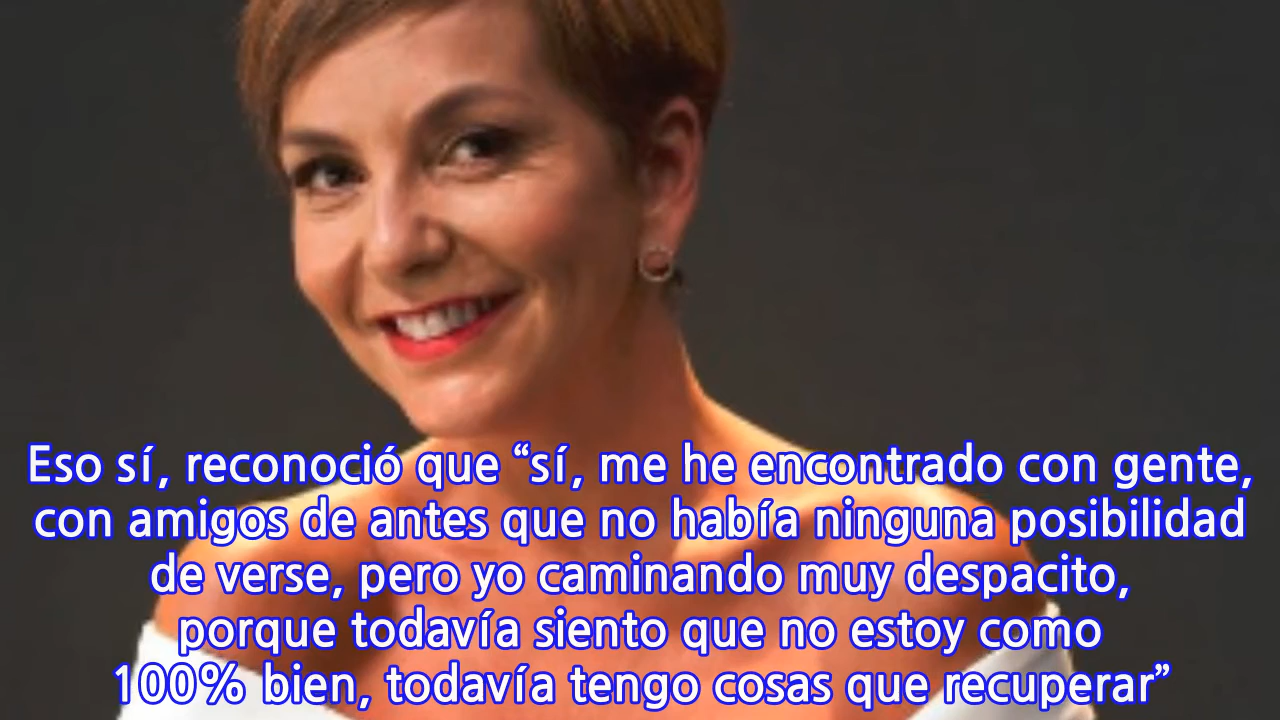 Eso sí, reconoció que “sí, me he encontrado con gente,
con amigos de antes que no había ninguna posibilidad
de verse, pero yo caminando muy despacito,
porque todavía siento que no estoy como
100% bien, todavía tengo cosas que recuperar”